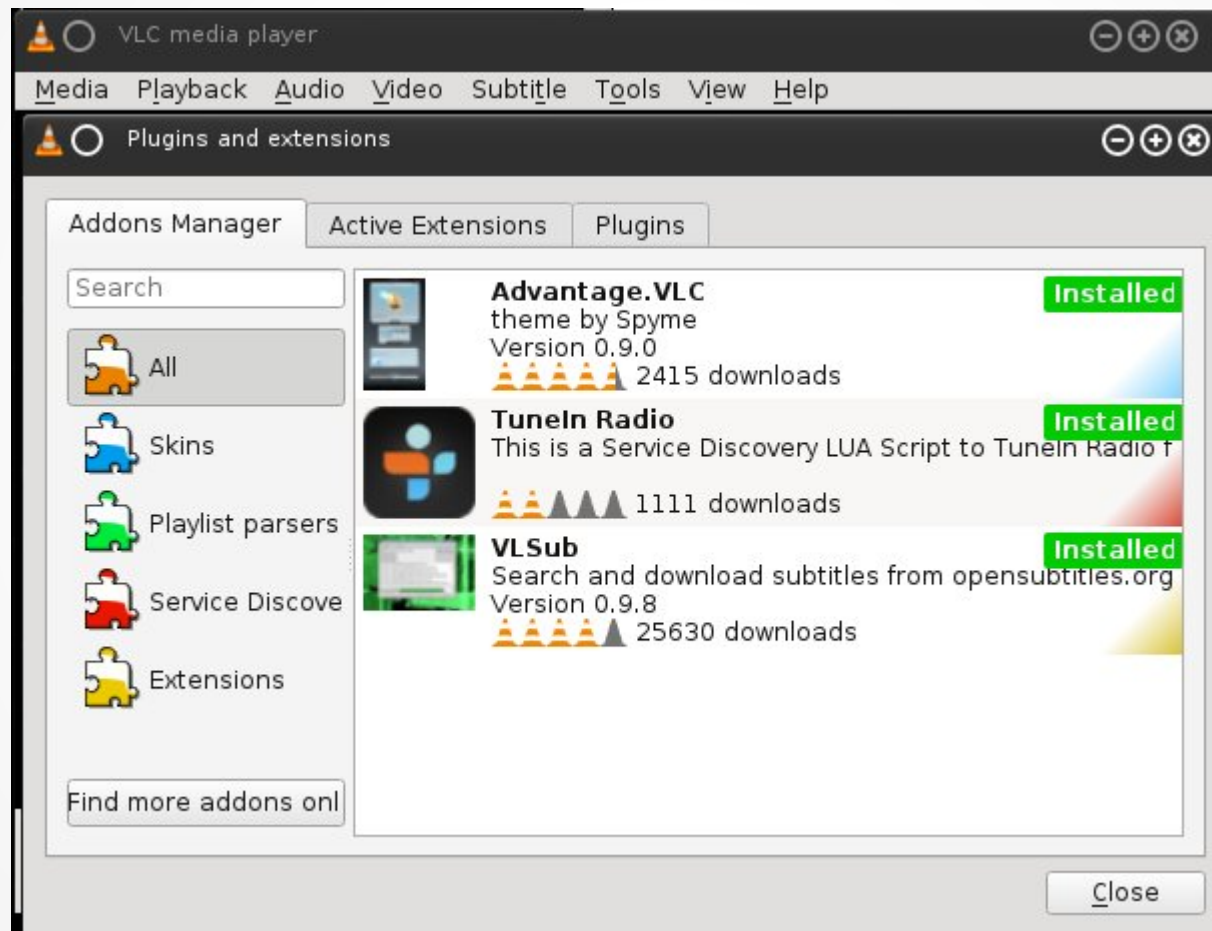 VLC media player
Media Playback Audio Video Subtitle Tools View Help
Plugins and extensions
Addons Manager Active Extensions Plugins
Search
All
Skins
Playlist parsers
Service Discove
Extensions
Find more addons onl
Advantage.VLC Installed
theme by Spyme
Version 0.9.0
2415 downloads
TuneIn Radio Installed
This is a Service Discovery LUA Script to TuneIn Radio f
1111 downloads
VLSub Installed
Search and download subtitles from opensubtitles.org
Version 0.9.8
25630 downloads
Close